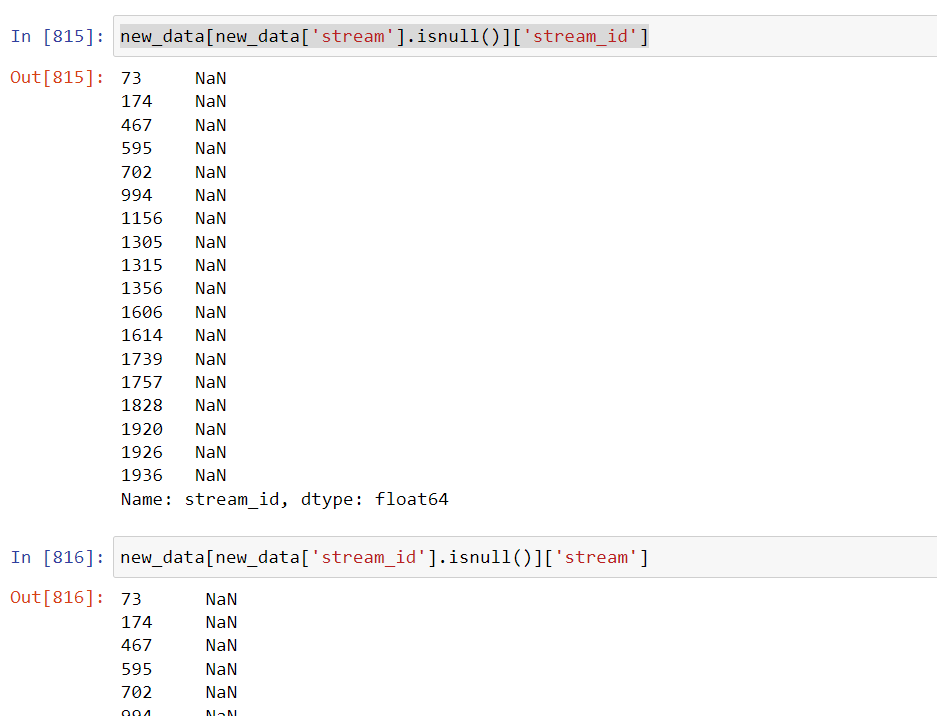 In [815]: new_data[new_data['stream'].isnull()]['stream_id']
Out[815]: 73 NaN
174 NaN
467 NaN
595 NaN
702 NaN
994 NaN
1156 NaN
1305 NaN
1315 NaN
1356 NaN
1606 NaN
1614 NaN
1739 NaN
1757 NaN
1828 NaN
1920 NaN
1926 NaN
1936 NaN
Name: stream_id, dtype: float64
In [816]: new_data[new_data['stream_id'].isnull()]['stream']
Out[816]: 73 NaN
174 NaN
467 NaN
595 NaN
702 NaN
994 NaN